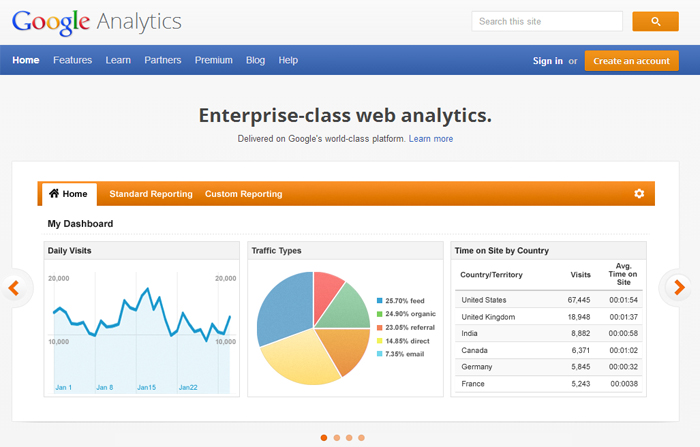 Google Analytics
Search this site
Home Features Learn Partners Premium Blog Help Sign in or Create an account
Enterprise-class web analytics.
Delivered on Google's world-class platform. Learn more
Home Standard Reporting Custom Reporting
My Dashboard
Daily Visits
20,000 20,000
10,000 10,000
Jan 1 Jan 8 Jan15 Jan22
Traffic Types
25.70% feed
24.90% organic
23.05% referral
14.85% direct
7.35% email
Time on Site by Country
Country/Territory Visits Avg. Time on Site
United States 67,445 00:01:54
United Kingdom 18,948 00:01:37
India 8,882 00:00:58
Canada 6,371 00:01:02
Germany 5,845 00:00:32
France 5,243 00:0038